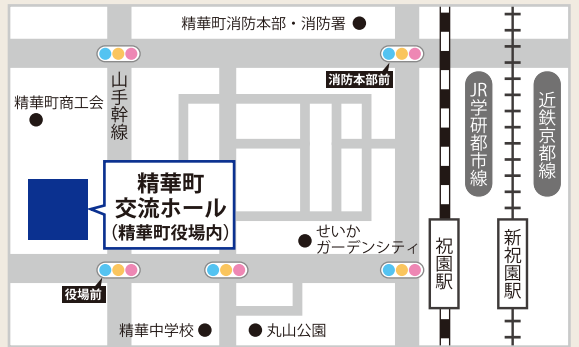 精華町消防本部・消防署
消防本部前
精華町商工会
山手幹線
JR学研都市線
近鉄京都線
精華町
交流ホール
(精華町役場内)
せいか
ガーデンシティ
祝園駅
新祝園駅
役場前
精華中学校
丸山公園